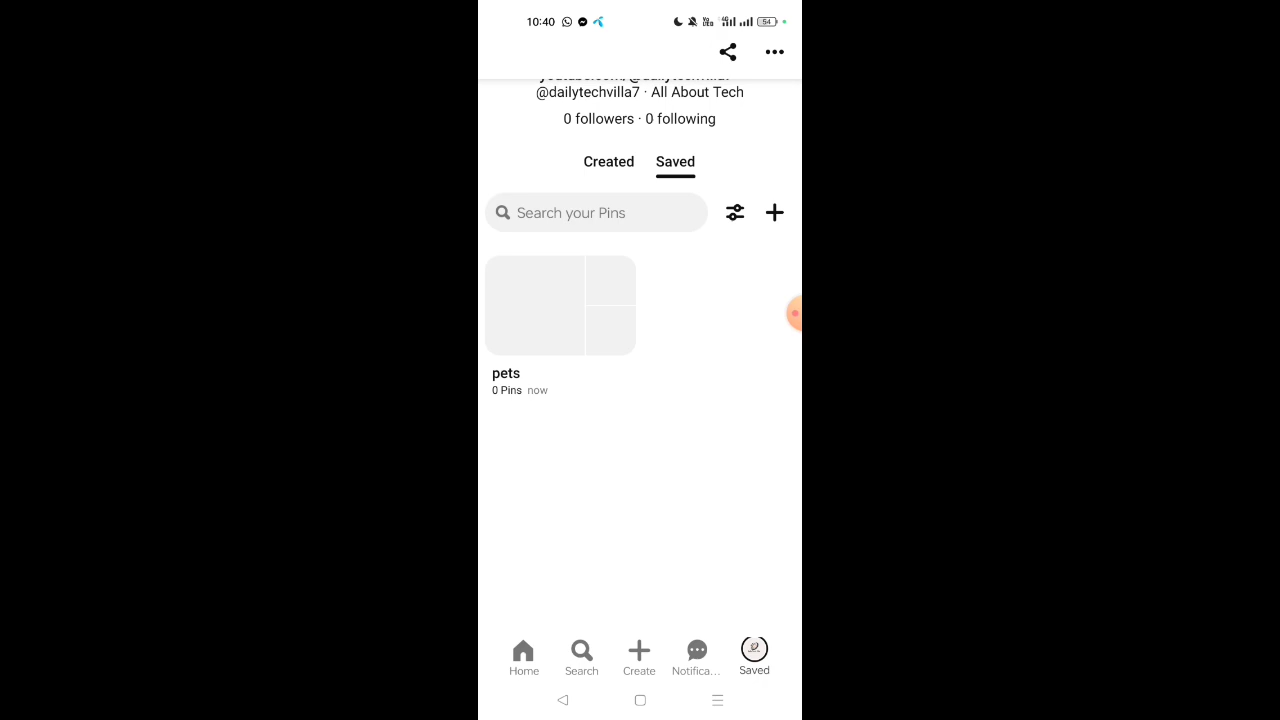 10:40
54
@dailytechvilla7 · All About Tech
0 followers · 0 following
Created Saved
Search your Pins
pets
0 Pins now
Home Search Create Notifica... Saved